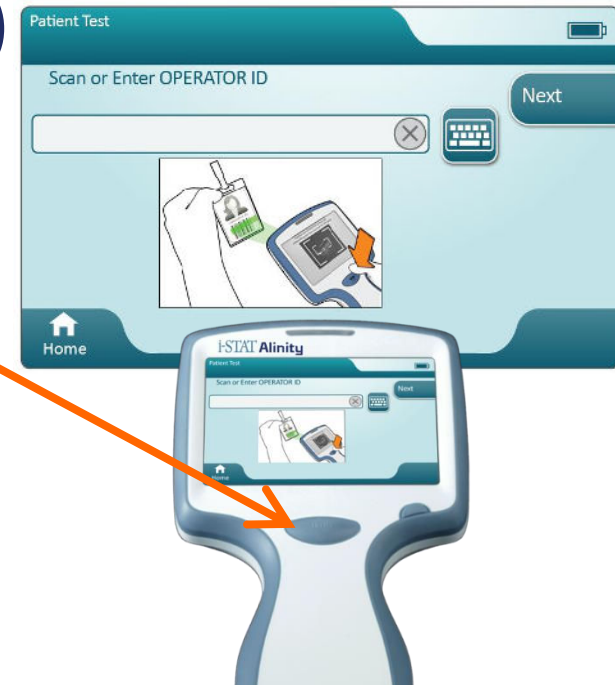 Patient Test
Scan or Enter OPERATOR ID
Next
Home
i-STAT Alinity
Patient Test
Scan or Enter OPERATOR ID
Next
Home